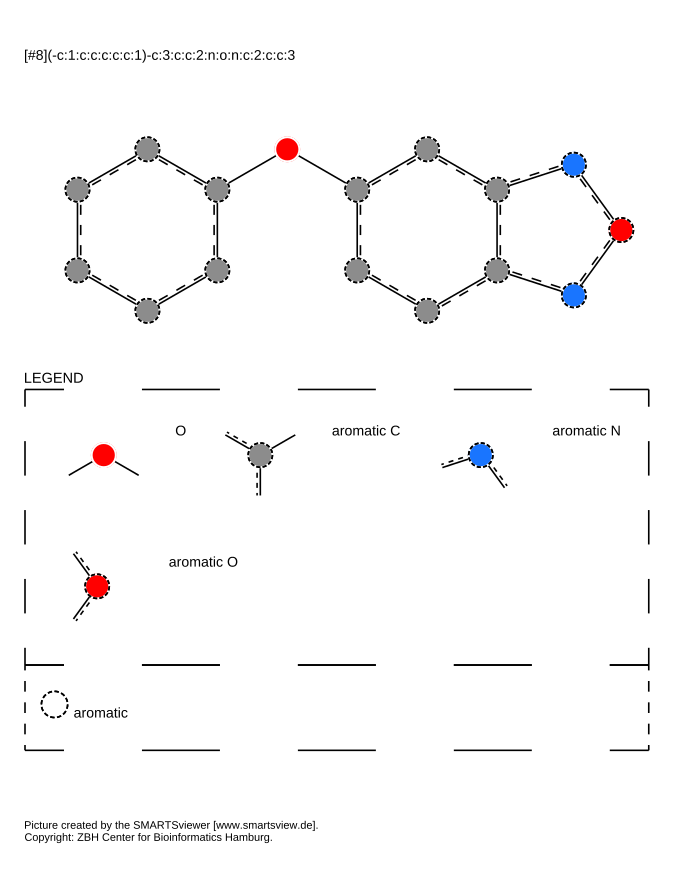 [#8](-c:1:c:c:c:c:c:1)-c:3:c:c:2:n:o:n:c:2:c:c:3
LEGEND
O
aromatic C
aromatic N
aromatic O
aromatic
Picture created by the SMARTSviewer [www.smartsview.de].
Copyright: ZBH Center for Bioinformatics Hamburg.